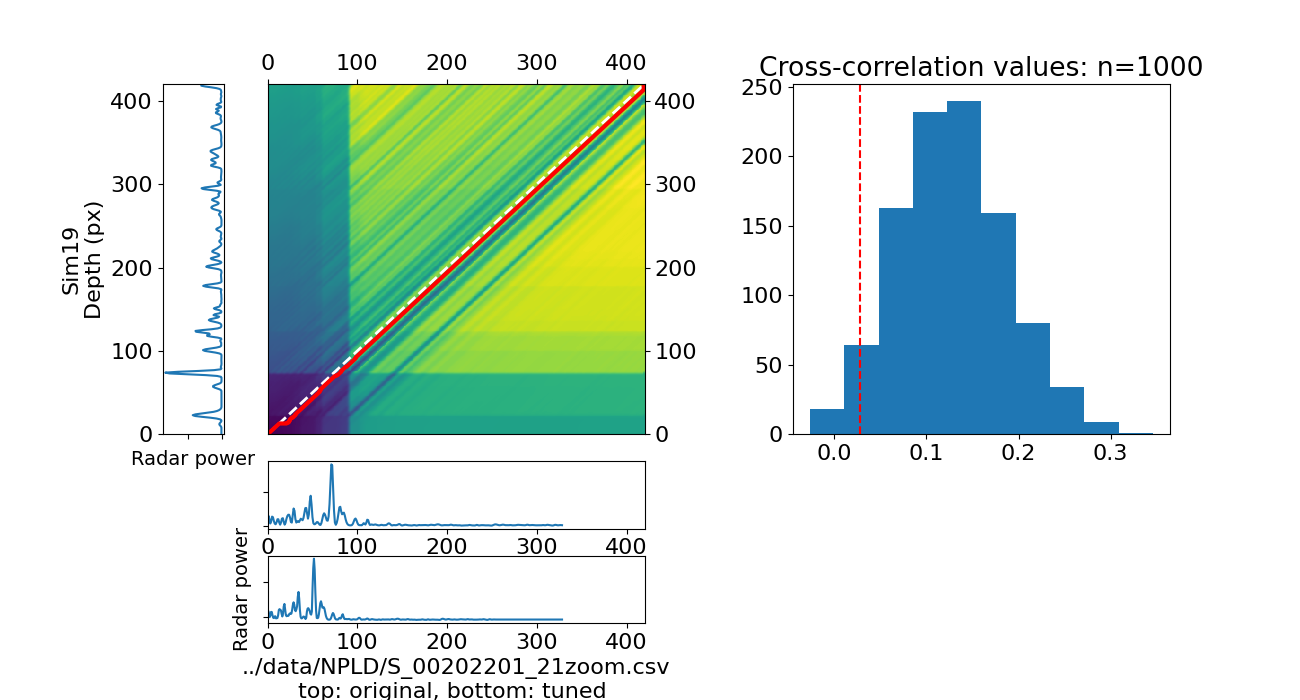 0 100 200 300 400
Cross-correlation values: n=1000
Sim19
Depth (px)
400
300
200
100
0
Radar power
400
300
200
100
0
250
200
150
100
50
0
0.0 0.1 0.2 0.3
0 100 200 300 400
Radar power
0 100 200 300 400
../data/NPLD/S_00202201_21zoom.csv
top: original, bottom: tuned